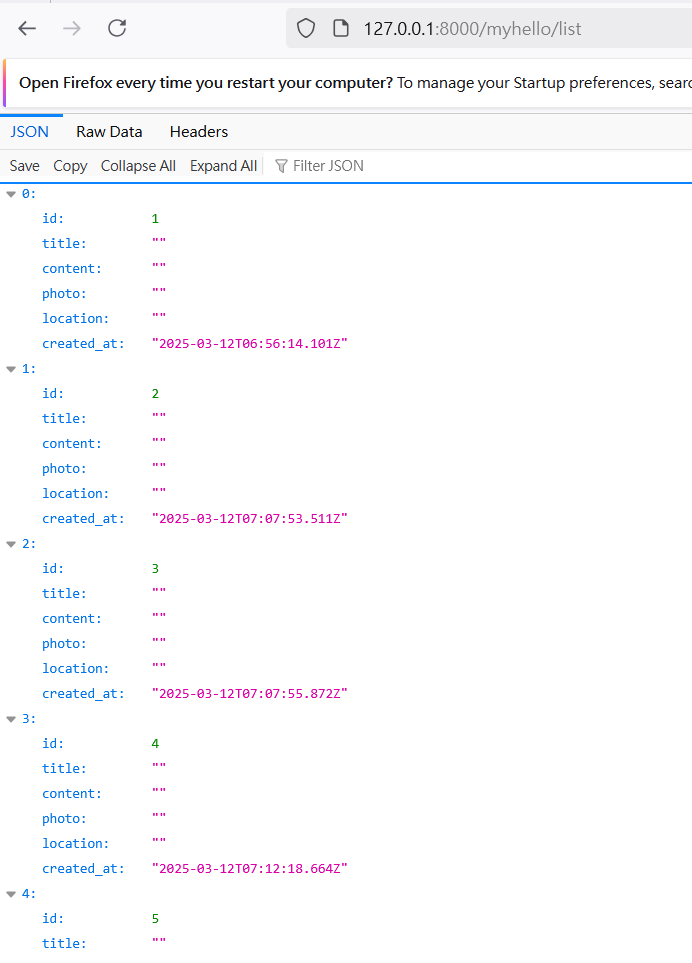 127.0.0.1:8000/myhello/list
Open Firefox every time you restart your computer? To manage your Startup preferences, searc
JSON Raw Data Headers
Save Copy Collapse All Expand All Filter JSON
0:
id: 1
title: ""
content: ""
photo: ""
location: ""
created_at: "2025-03-12T06:56:14.101Z"
1:
id: 2
title: ""
content: ""
photo: ""
location: ""
created_at: "2025-03-12T07:07:53.511Z"
2:
id: 3
title: ""
content: ""
photo: ""
location: ""
created_at: "2025-03-12T07:07:55.872Z"
3:
id: 4
title: ""
content: ""
photo: ""
location: ""
created_at: "2025-03-12T07:12:18.664Z"
4:
id: 5
title: ""